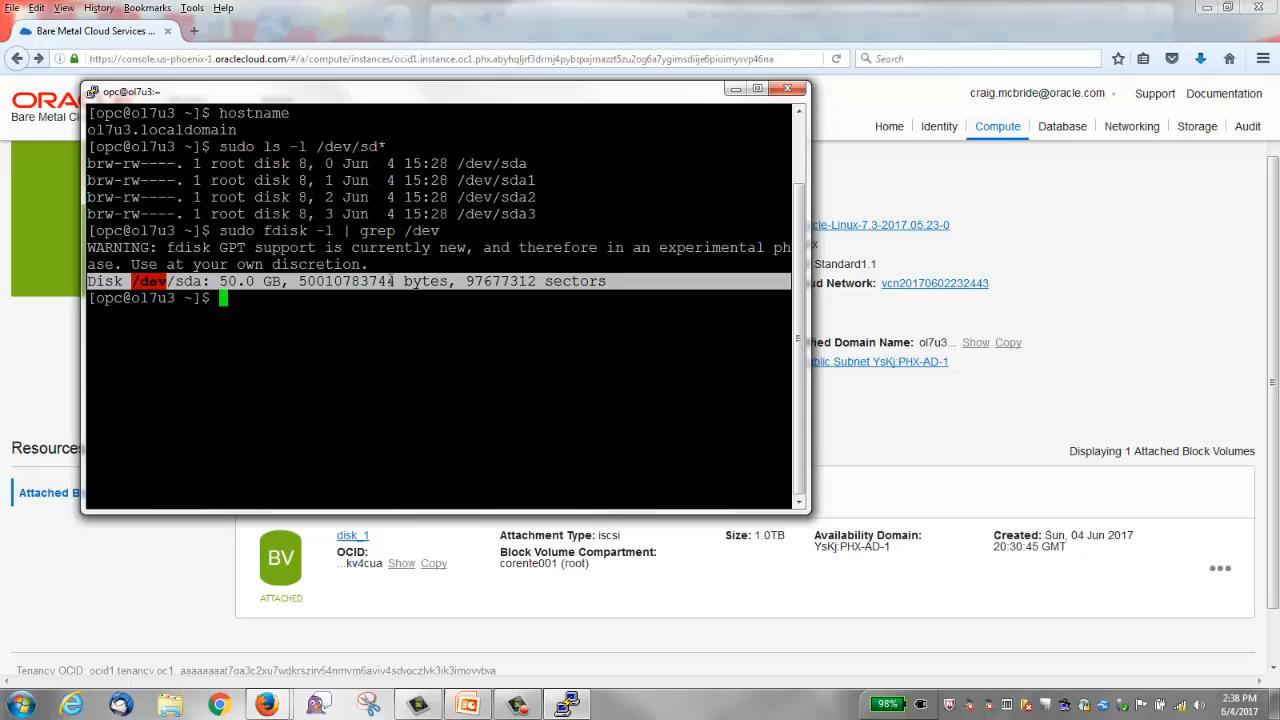 File Edit View History Bookmarks Tools Help
Bare Metal Cloud Services ...
https://console.us-phoenix-1.oraclecloud.com/#/a/compute/instances/
Search
ORA
Bare Metal Cloud
craig.mcbride@oracle.com Support Documentation
Home Identity Compute Database Networking Storage Audit
opc@ol7u3:~
[opc@ol7u3 ~]$ hostname
ol7u3.localdomain
[opc@ol7u3 ~]$ sudo ls -l /dev/sd*
brw-rw----. 1 root disk 8, 0 Jun  4 15:28 /dev/sda
brw-rw----. 1 root disk 8, 1 Jun  4 15:28 /dev/sda1
brw-rw----. 1 root disk 8, 2 Jun  4 15:28 /dev/sda2
brw-rw----. 1 root disk 8, 3 Jun  4 15:28 /dev/sda3
[opc@ol7u3 ~]$ sudo fdisk -l | grep /dev
WARNING: fdisk GPT support is currently new, and therefore in an experimental ph
ase. Use at your own discretion.
Disk /dev/sda: 50.0 GB, 50010783744 bytes, 97677312 sectors
[opc@ol7u3 ~]$
cle-Linux-7.3-2017.05.23-0
x
Standard1.1
ud Network: vcn20170602232443
fied Domain Name: ol7u3... Show Copy
blic Subnet YsKj:PHX-AD-1
Resources
Displaying 1 Attached Block Volumes
Attached B
BV
ATTACHED
disk_1
OCID:
...kv4cua Show Copy
Attachment Type: iscsi
Block Volume Compartment:
corente001 (root)
Size: 1.0TB
Availability Domain:
YsKj:PHX-AD-1
Created: Sun, 04 Jun 2017
20:30:45 GMT
98%
2:38 PM
6/4/2017